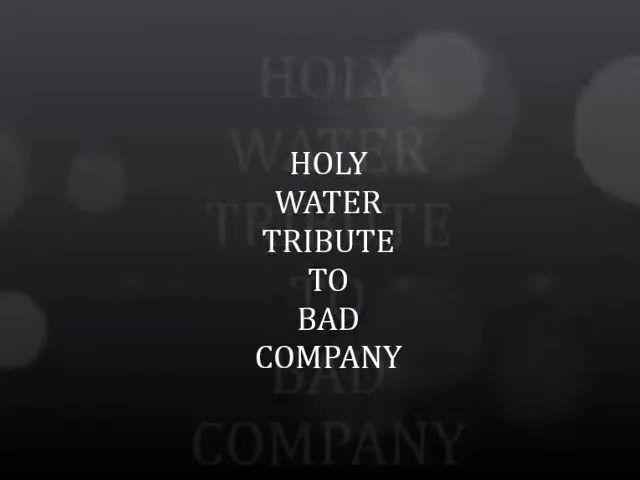 HOLY
WATER
TRIBUTE
TO
BAD
COMPANY